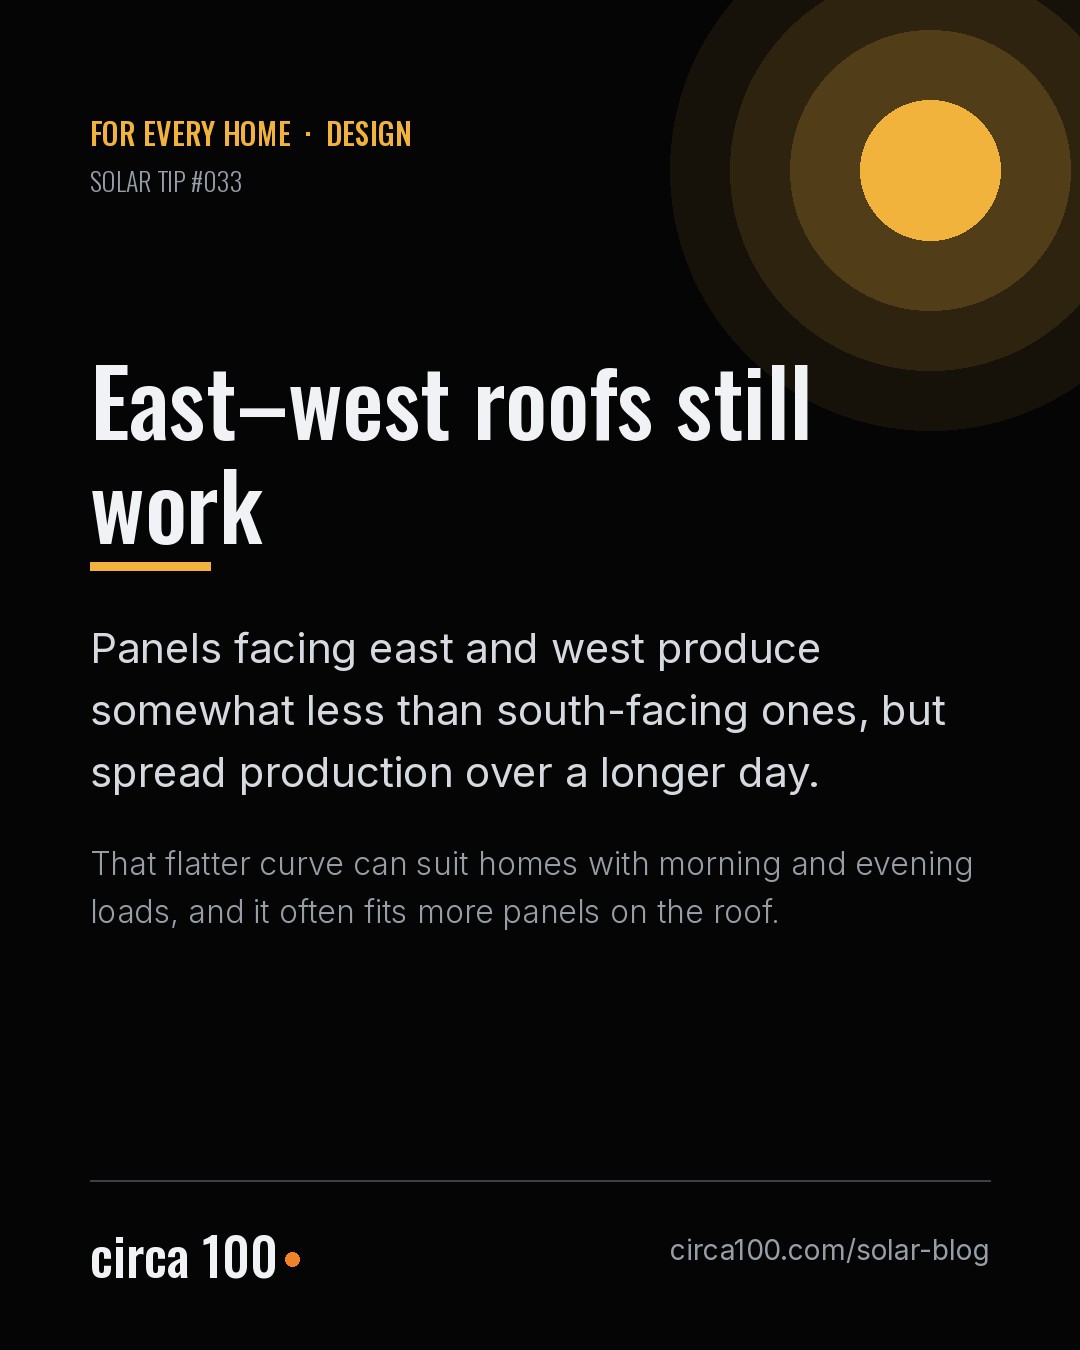 FOR EVERY HOME · DESIGN
SOLAR TIP #033
East–west roofs still
work
Panels facing east and west produce
somewhat less than south-facing ones, but
spread production over a longer day.
That flatter curve can suit homes with morning and evening
loads, and it often fits more panels on the roof.
circa 100
circa100.com/solar-blog